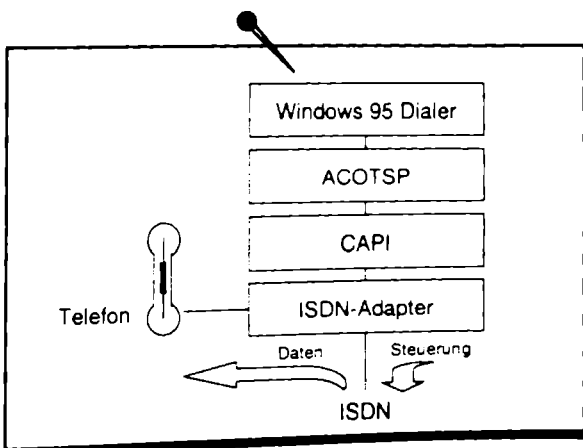 Windows 95 Dialer
ACOTSP
CAPI
ISDN-Adapter
Telefon
Daten
Steuerung
ISDN